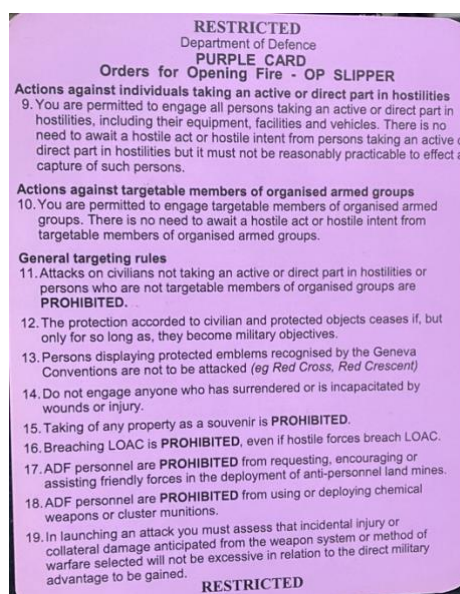 RESTRICTED
Department of Defence
PURPLE CARD
Orders for Opening Fire - OP SLIPPER
Actions against individuals taking an active or direct part in hostilities
9. You are permitted to engage all persons taking an active or direct part in
hostilities, including their equipment, facilities and vehicles. There is no
need to await a hostile act or hostile intent from persons taking an active
direct part in hostilities but it must not be reasonably practicable to effect a
capture of such persons.
Actions against targetable members of organised armed groups
10. You are permitted to engage targetable members of organised armed
groups. There is no need to await a hostile act or hostile intent from
targetable members of organised armed groups.
General targeting rules
11. Attacks on civilians not taking an active or direct part in hostilities or
persons who are not targetable members of organised groups are
PROHIBITED.
12. The protection accorded to civilian and protected objects ceases if, but
only for so long as, they become military objectives.
13. Persons displaying protected emblems recognised by the Geneva
Conventions are not to be attacked (eg Red Cross, Red Crescent)
14. Do not engage anyone who has surrendered or is incapacitated by
wounds or injury.
15. Taking of any property as a souvenir is PROHIBITED.
16. Breaching LOAC is PROHIBITED, even if hostile forces breach LOAC.
17. ADF personnel are PROHIBITED from requesting, encouraging or
assisting friendly forces in the deployment of anti-personnel land mines.
18. ADF personnel are PROHIBITED from using or deploying chemical
weapons or cluster munitions.
19. In launching an attack you must assess that incidental injury or
collateral damage anticipated from the weapon system or method of
warfare selected will not be excessive in relation to the direct military
advantage to be gained.
RESTRICTED